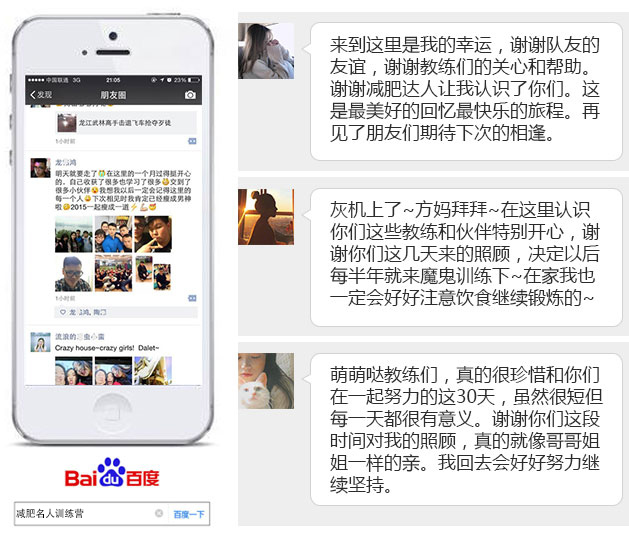 中国联通 3G
21:05
23%
发现
朋友圈
龙江武林高手击退飞车抢夺歹徒
1小时前
明天就要走了在这里的一个月过得挺开心
的。自己收获了很多也学习了很多交到了
很多小伙伴我想我以后一定会记得这里的
每一个人下次相见时我肯定已经瘦成男神
啦2015一起瘦成一道
1小时前
流浪的
Crazy house~crazy girls! Dalet~
Bai du 百度
减肥名人训练营
百度一下
来到这里是我的幸运，谢谢队友的
友谊，谢谢教练们的关心和帮助。
谢谢减肥达人让我认识了你们。这
是最美好的回忆最快乐的旅程。再
见了朋友们期待下次的相逢。
灰机上了~方妈拜拜~在这里认识
你们这些教练和伙伴特别开心，谢
谢你们这几天来的照顾，决定以后
每半年就来魔鬼训练下~在家我也
一定会好好注意饮食继续锻炼的~
萌萌哒教练们，真的很珍惜和你们
在一起努力的这30天，虽然很短但
每一天都很有意义。谢谢你们这段
时间对我的照顾，真的就像哥哥姐
姐一样的亲。我回去会好好努力继
续坚持。